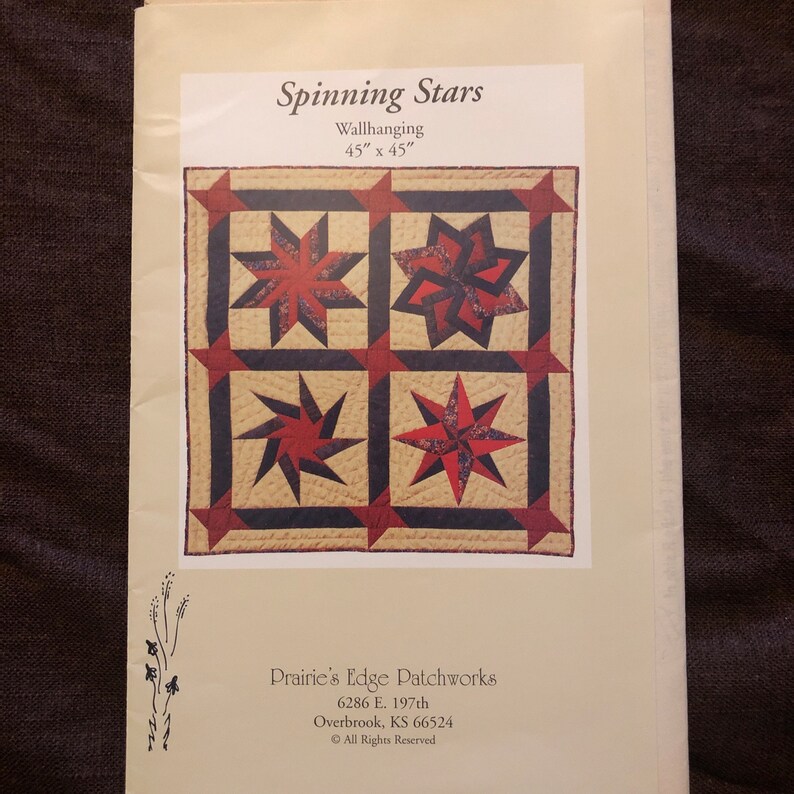 Spinning Stars
Wallhanging
45" x 45"
Prairie's Edge Patchworks
6286 E. 197th
Overbrook, KS 66524
© All Rights Reserved